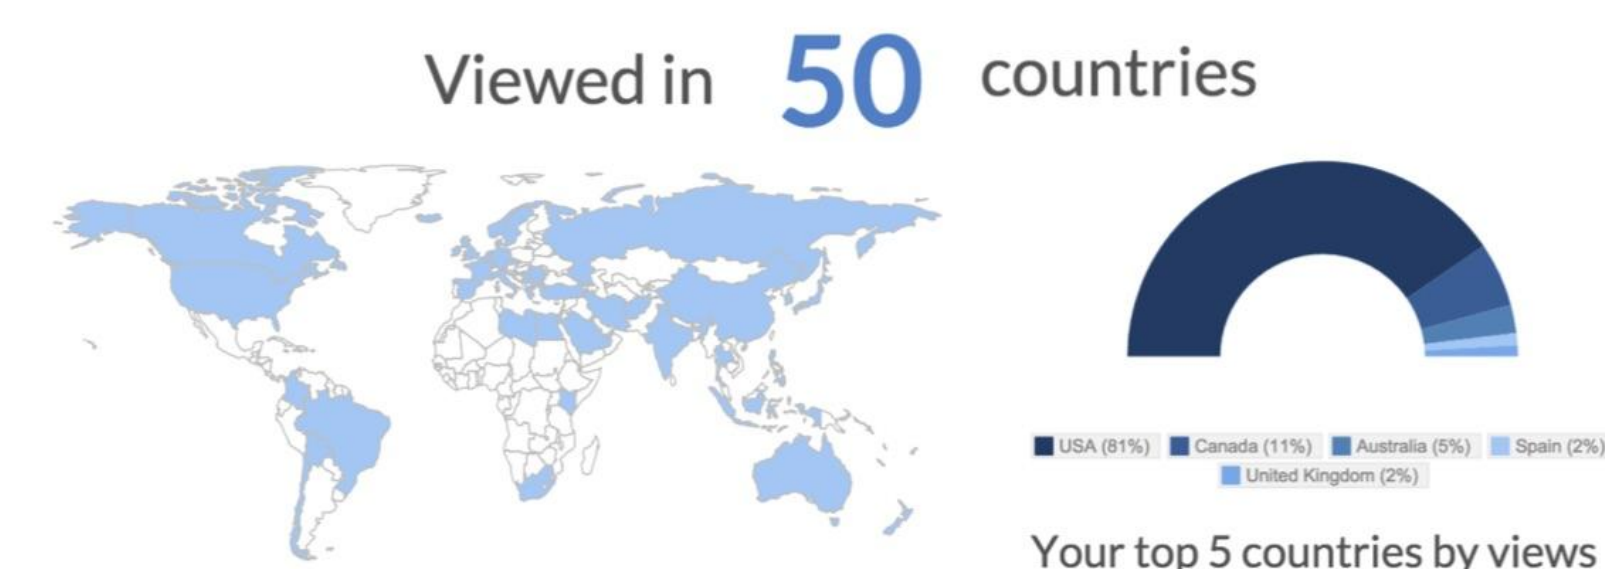 Viewed in 50 countries
USA (81%) Canada (11%) Australia (5%) Spain (2%)
United Kingdom (2%)
Your top 5 countries by views